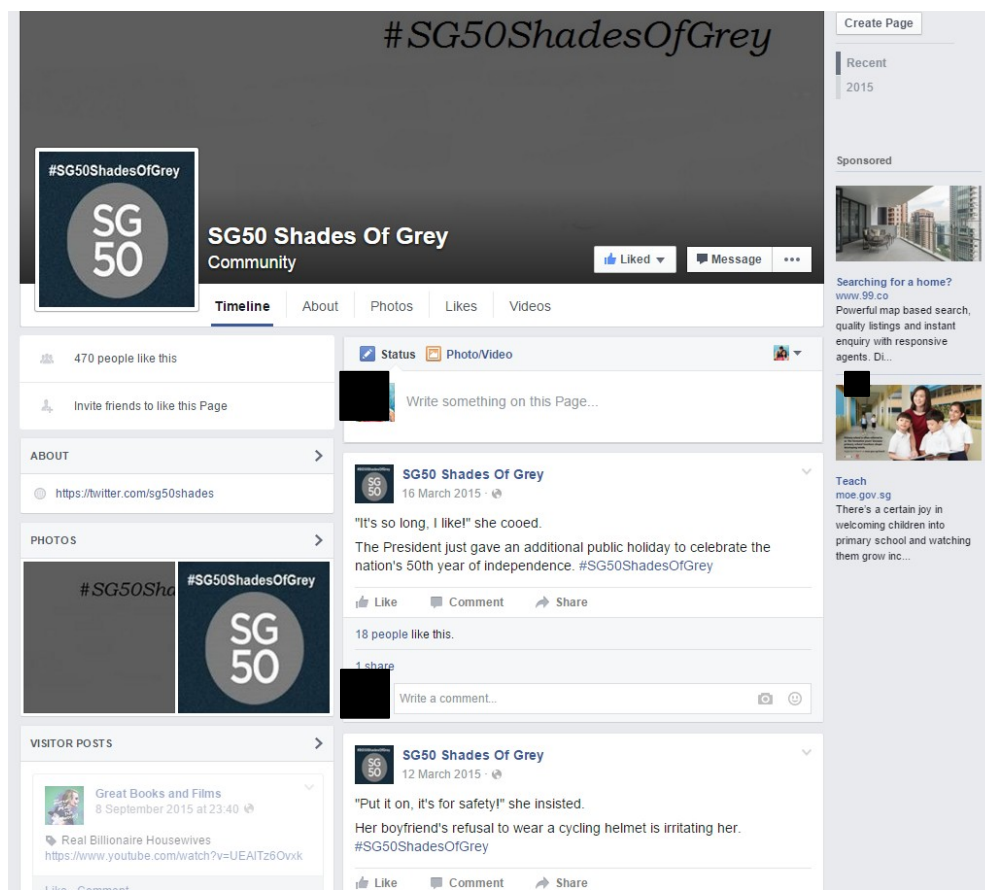 #SG50ShadesOfGrey
Create Page
Recent
2015
#SG50ShadesOfGrey
SG
50
SG50 Shades Of Grey
Community
Liked
Message
Timeline
About
Photos
Likes
Videos
470 people like this
Invite friends to like this Page
ABOUT
https://twitter.com/sg50shades
PHOTOS
#SG50Sha
#SG50ShadesOfGrey
SG
50
VISITOR POSTS
Great Books and Films
8 September 2015 at 23:40
Real Billionaire Housewives
https://www.youtube.com/watch?v=UEAITz6Ovxk
Like · Comment
Status
Photo/Video
Write something on this Page...
SG
50
SG50 Shades Of Grey
16 March 2015 ·
"It's so long, I like!" she cooed.
The President just gave an additional public holiday to celebrate the
nation's 50th year of independence. #SG50ShadesOfGrey
Like
Comment
Share
18 people like this.
1 share
Write a comment...
SG
50
SG50 Shades Of Grey
12 March 2015 ·
"Put it on, it's for safety!" she insisted.
Her boyfriend's refusal to wear a cycling helmet is irritating her.
#SG50ShadesOfGrey
Like
Comment
Share
Sponsored
Searching for a home?
www.99.co
Powerful map based search,
quality listings and instant
enquiry with responsive
agents. Di...
Teach
moe.gov.sg
There's a certain joy in
welcoming children into
primary school and watching
them grow inc...